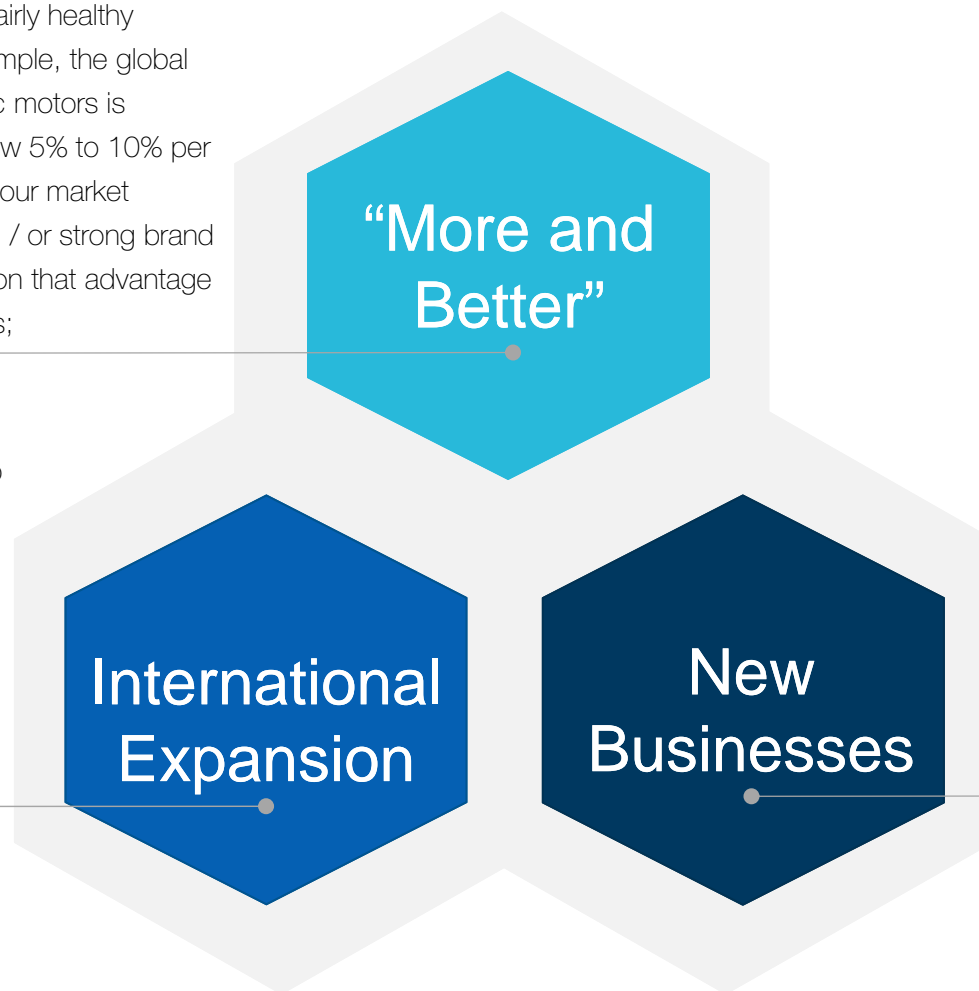 airly healthy
mple, the global
c motors is
w 5% to 10% per
our market
/ or strong brand
on that advantage
s;
“More and
Better”
International
Expansion
New
Businesses